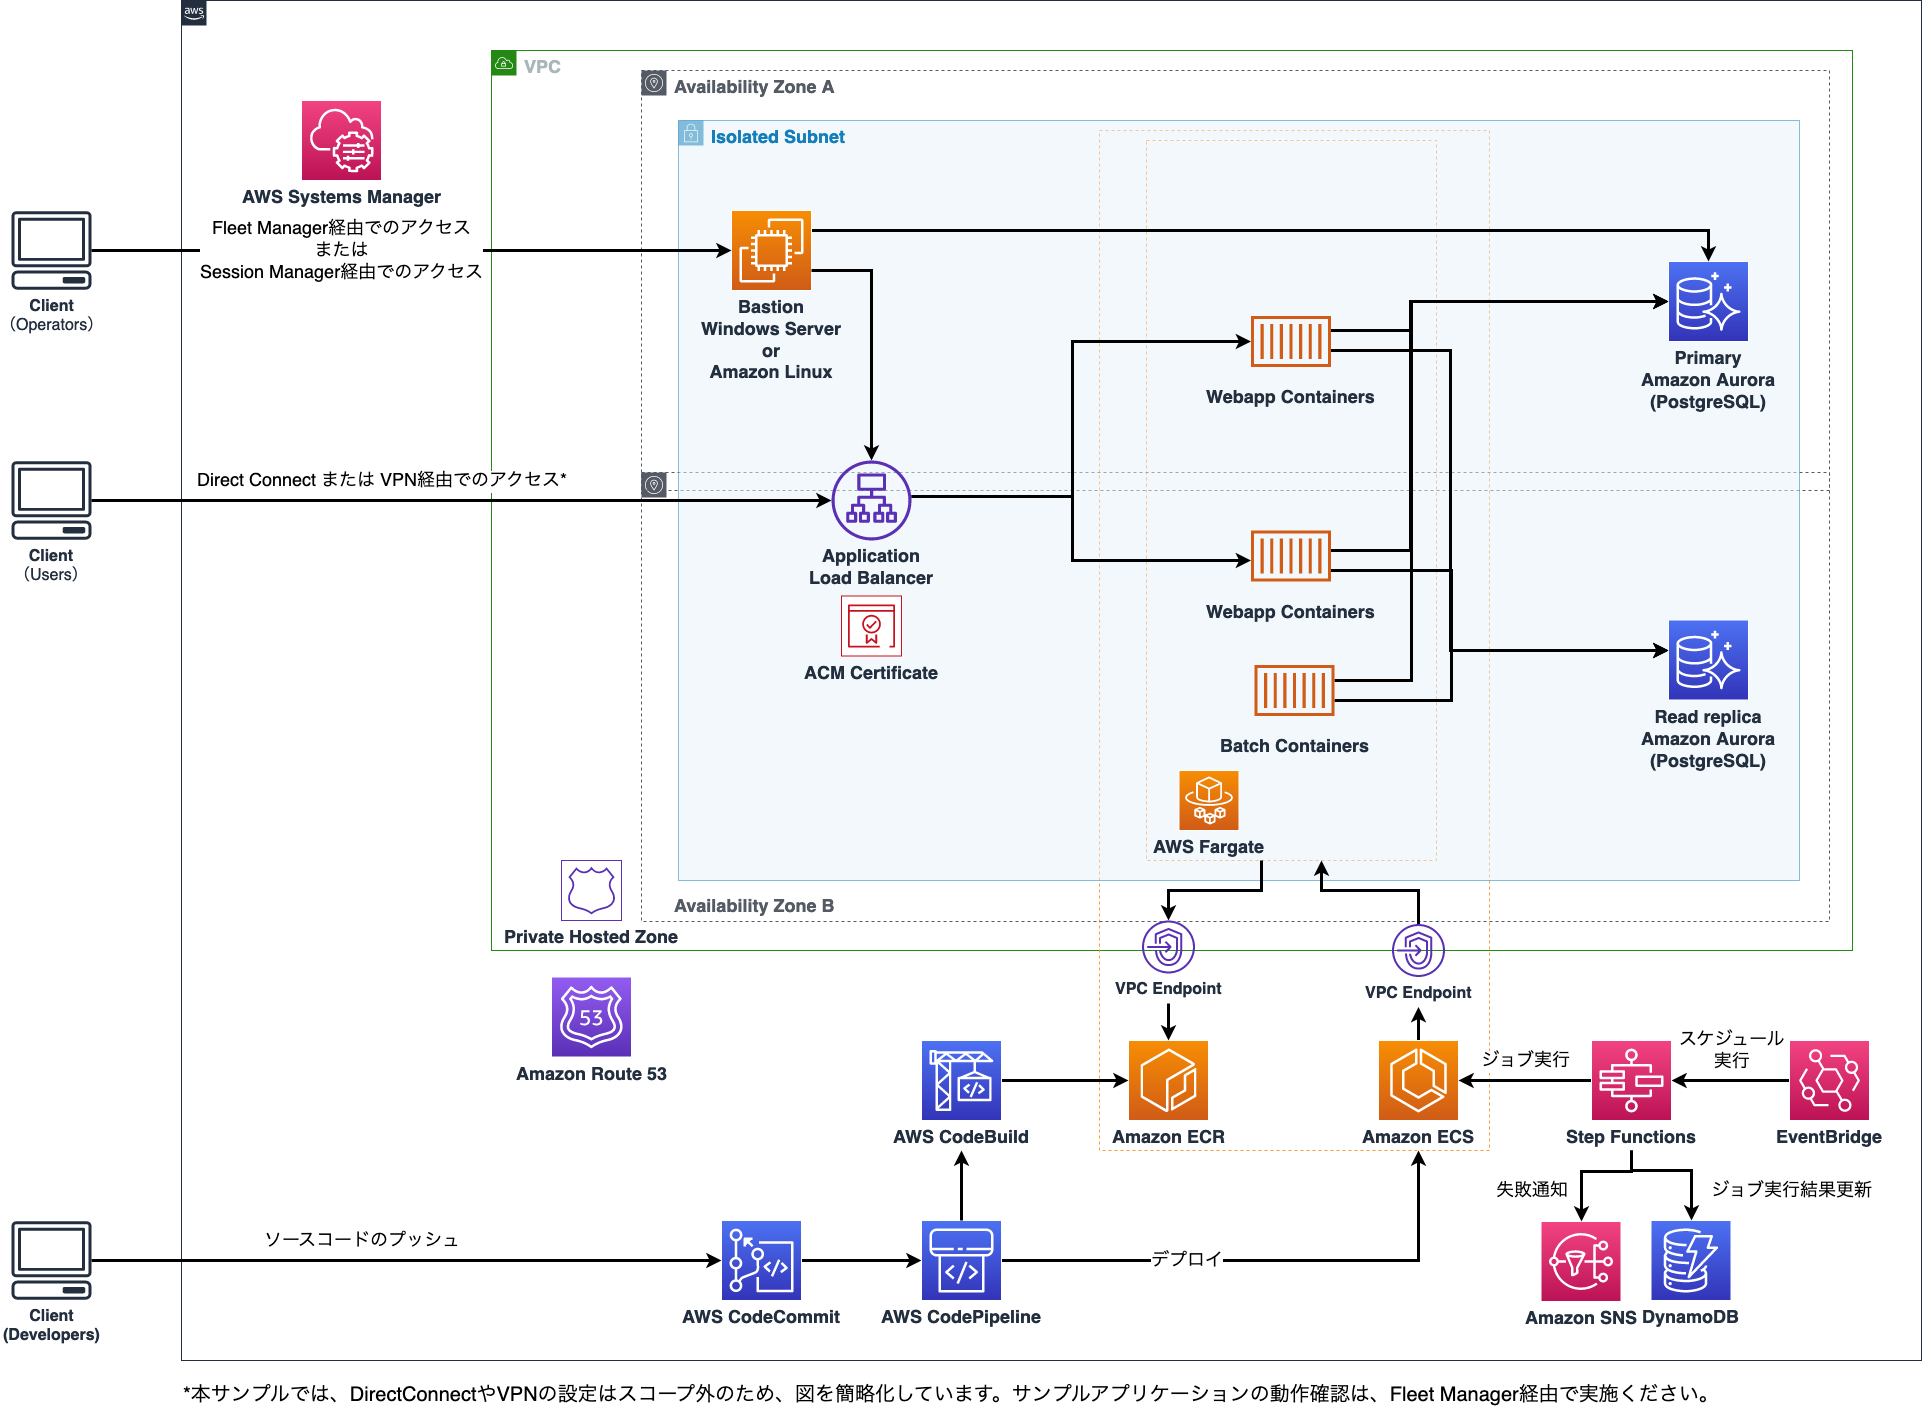 aws
VPC
Availability Zone A
Isolated Subnet
AWS Systems Manager
Fleet Manager経由でのアクセス
または
Session Manager経由でのアクセス
Client
（Operators）
Bastion
Windows Server
or
Amazon Linux
Webapp Containers
Primary
Amazon Aurora
(PostgreSQL)
Direct Connect または VPN経由でのアクセス*
Client
（Users）
Application
Load Balancer
ACM Certificate
Webapp Containers
Batch Containers
Read replica
Amazon Aurora
(PostgreSQL)
AWS Fargate
Availability Zone B
Private Hosted Zone
VPC Endpoint
VPC Endpoint
53
Amazon Route 53
スケジュール
実行
ジョブ実行
AWS CodeBuild
Amazon ECR
Amazon ECS
Step Functions
EventBridge
失敗通知
ジョブ実行結果更新
ソースコードのプッシュ
デプロイ
Client
(Developers)
AWS CodeCommit
AWS CodePipeline
Amazon SNS
DynamoDB
*本サンプルでは、DirectConnectやVPNの設定はスコープ外のため、図を簡略化しています。サンプルアプリケーションの動作確認は、Fleet Manager経由で実施ください。